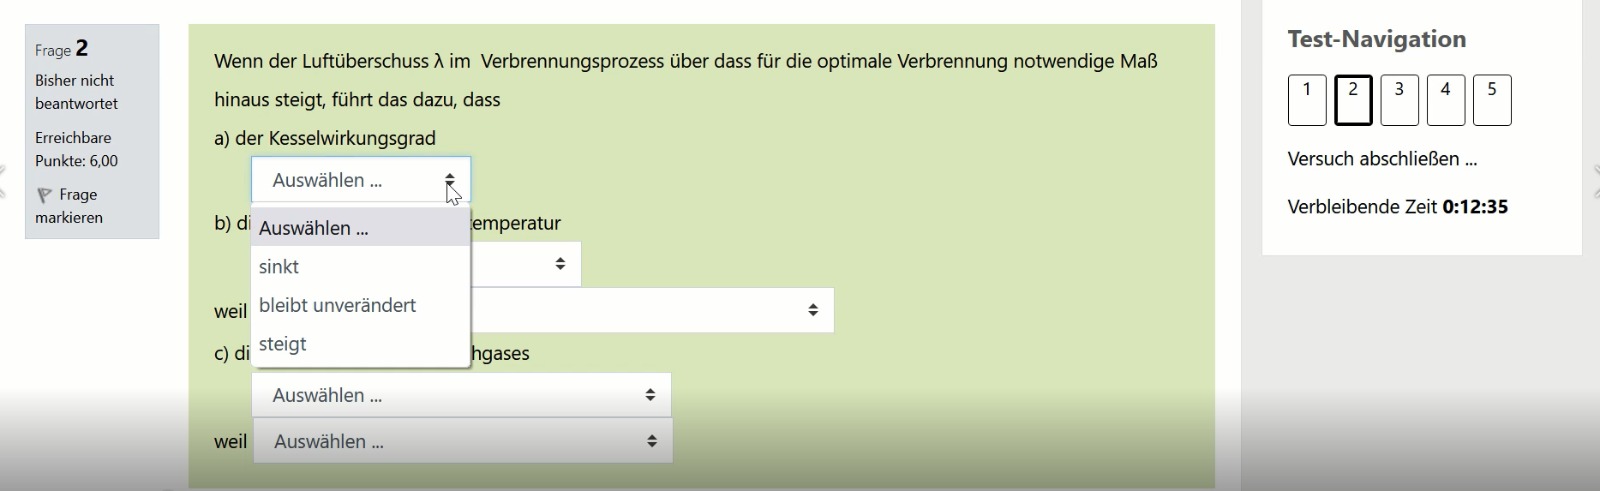 Frage 2
Bisher nicht
beantwortet
Erreichbare
Punkte: 6,00
Frage
markieren
Wenn der Luftüberschuss λ im Verbrennungsprozess über dass für die optimale Verbrennung notwendige Maß
hinaus steigt, führt das dazu, dass
a) der Kesselwirkungsgrad
Auswählen ...
Auswählen ...
sinkt
bleibt unverändert
steigt
b) di
temperatur
weil
c) di
hgases
Auswählen ...
weil Auswählen ...
Test-Navigation
1 2 3 4 5
Versuch abschließen ...
Verbleibende Zeit 0:12:35